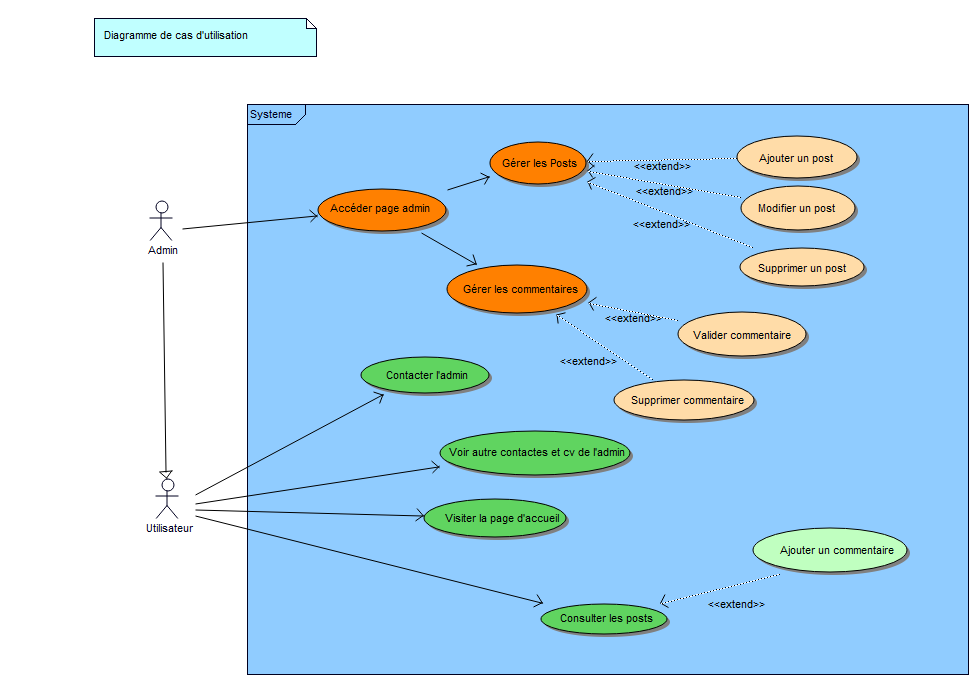 Diagramme de cas d'utilisation
Systeme
Gérer les Posts
<<extend>>
Ajouter un post
<<extend>>
Modifier un post
Accéder page admin
<<extend>>
Admin
Supprimer un post
Gérer les commentaires
<<extend>>
Valider commentaire
<<extend>>
Contacter l'admin
Supprimer commentaire
Voir autre contactes et cv de l'admin
Visiter la page d'accueil
Utilisateur
Ajouter un commentaire
<<extend>>
Consulter les posts